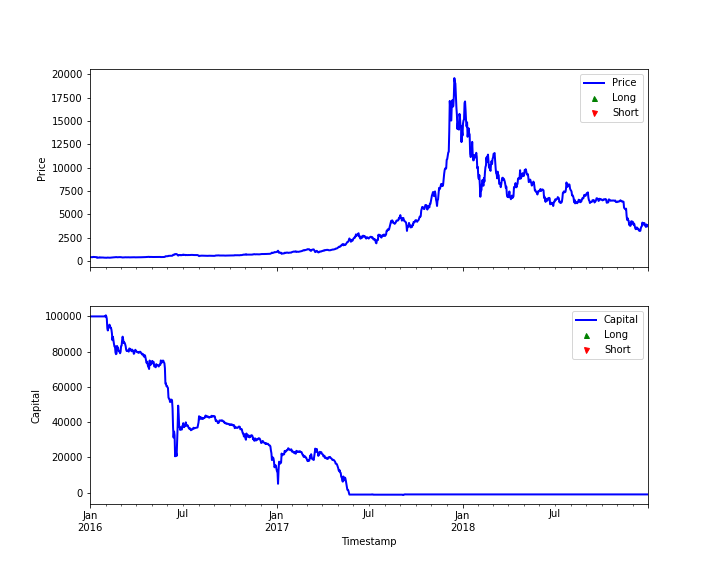 20000
17500
15000
12500
10000
7500
5000
2500
0
Price
Price
Long
Short
100000
80000
60000
40000
20000
0
Capital
Capital
Long
Short
Jan Jul Jan Jul Jan Jul
2016 2017 2018
Timestamp